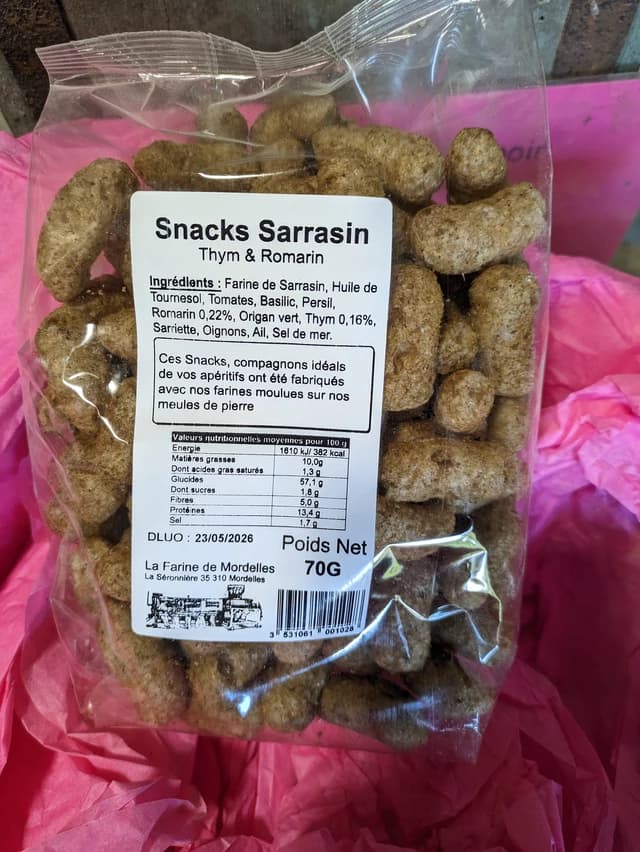 Snacks Sarrasin
Thym & Romarin
Ingrédients : Farine de Sarrasin, Huile de
Tournesol, Tomates, Basilic, Persil,
Romarin 0,22%, Origan vert, Thym 0,16%,
Sarriette, Oignons, Ail, Sel de mer.
Ces Snacks, compagnons idéals
de vos apéritifs ont été fabriqués
avec nos farines moulues sur nos
meules de pierre
Valeurs nutritionnelles moyennes pour 100 g
Energie 1610 kJ/ 382 kcal
Matières grasses 10,0g
Dont acides gras saturés 1,3 g
Glucides 57,1 g
Dont sucres 1,8 g
Fibres 5,0 g
Protéines 13,4 g
Sel 1,7 g
DLUO : 23/05/2026
Poids Net
70G
La Farine de Mordelles
La Séronnière 35 310 Mordelles
3 531061 001028